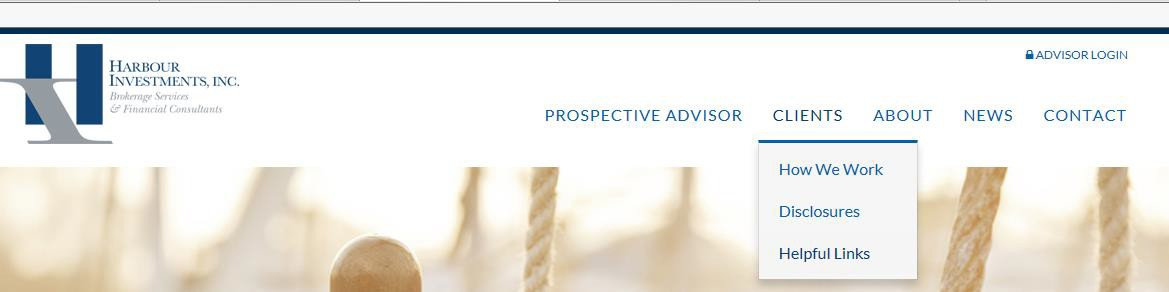 HARBOUR
INVESTMENTS, INC.
Brokerage Services
& Financial Consultants
ADVISOR LOGIN
PROSPECTIVE ADVISOR CLIENTS ABOUT NEWS CONTACT
How We Work
Disclosures
Helpful Links